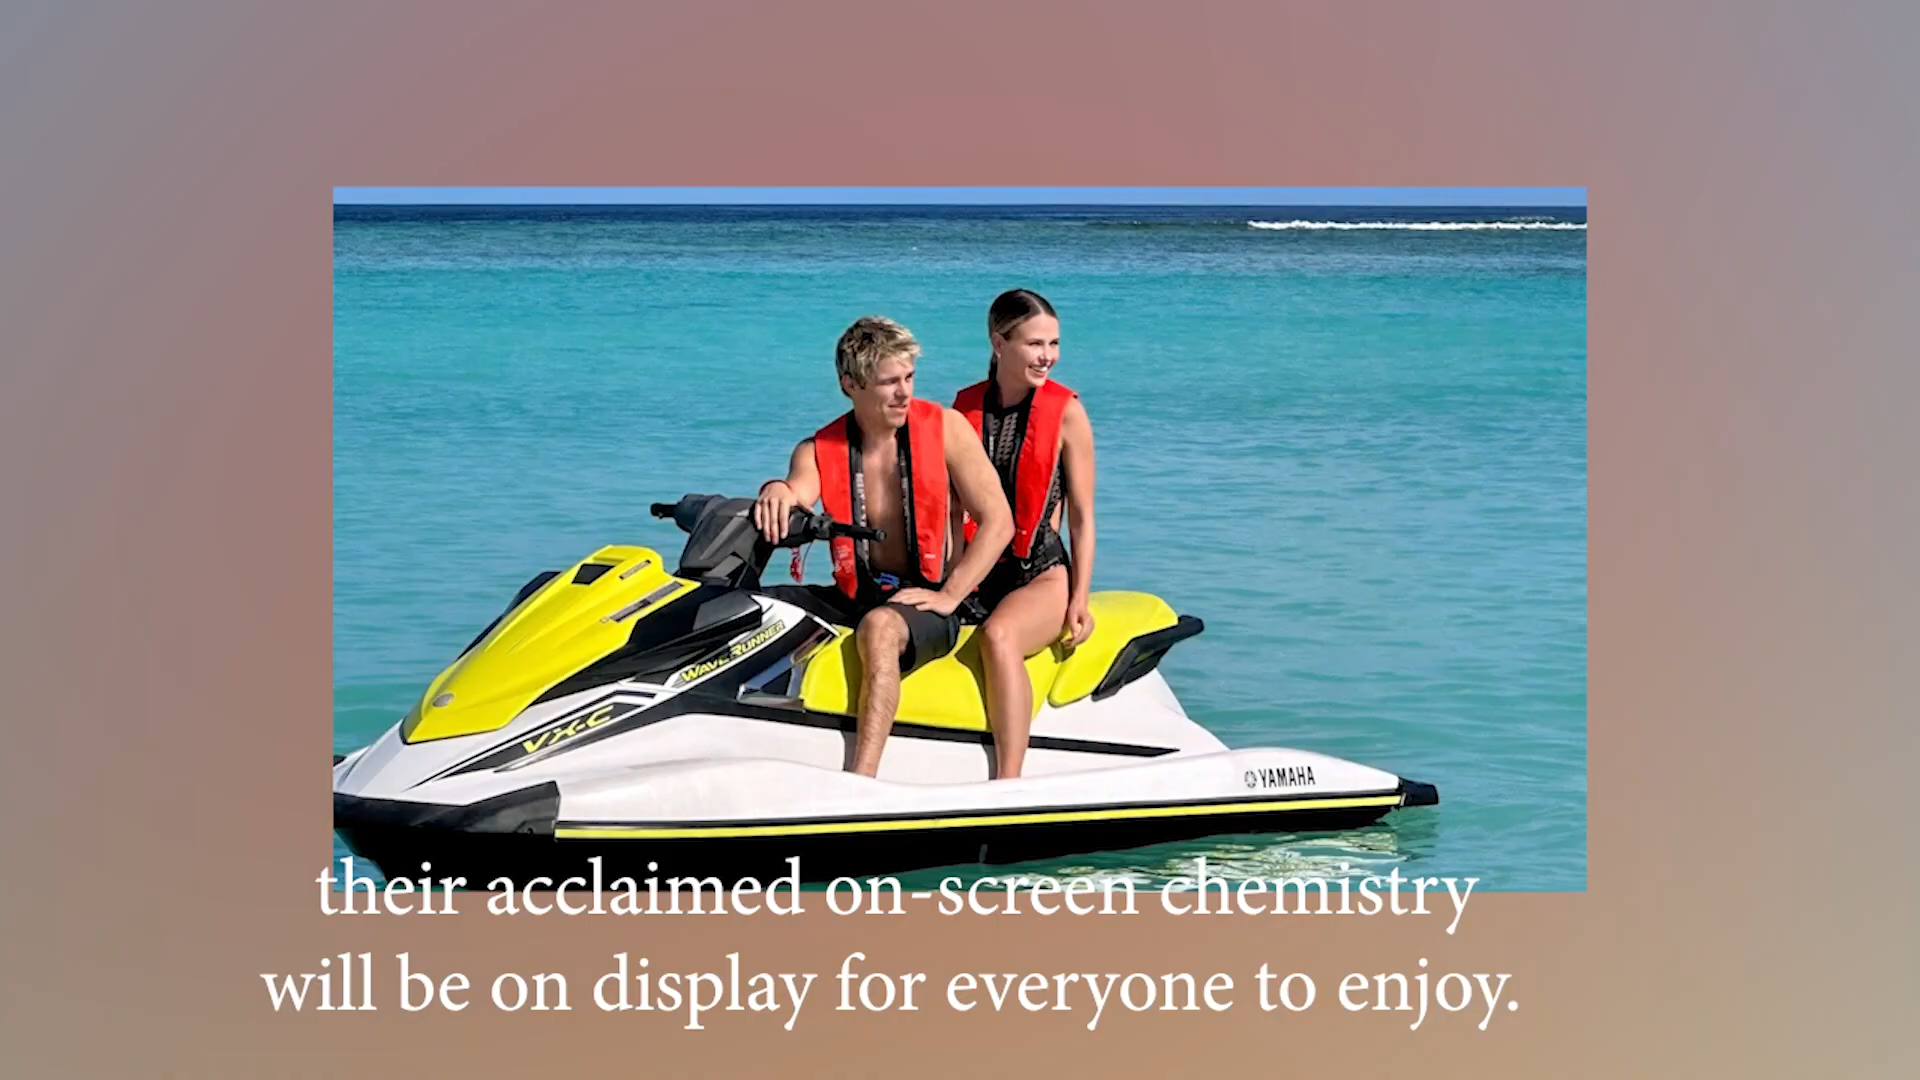 WAVERUNNER
VX-C
YAMAHA
their acclaimed on-screen chemistry
will be on display for everyone to enjoy.